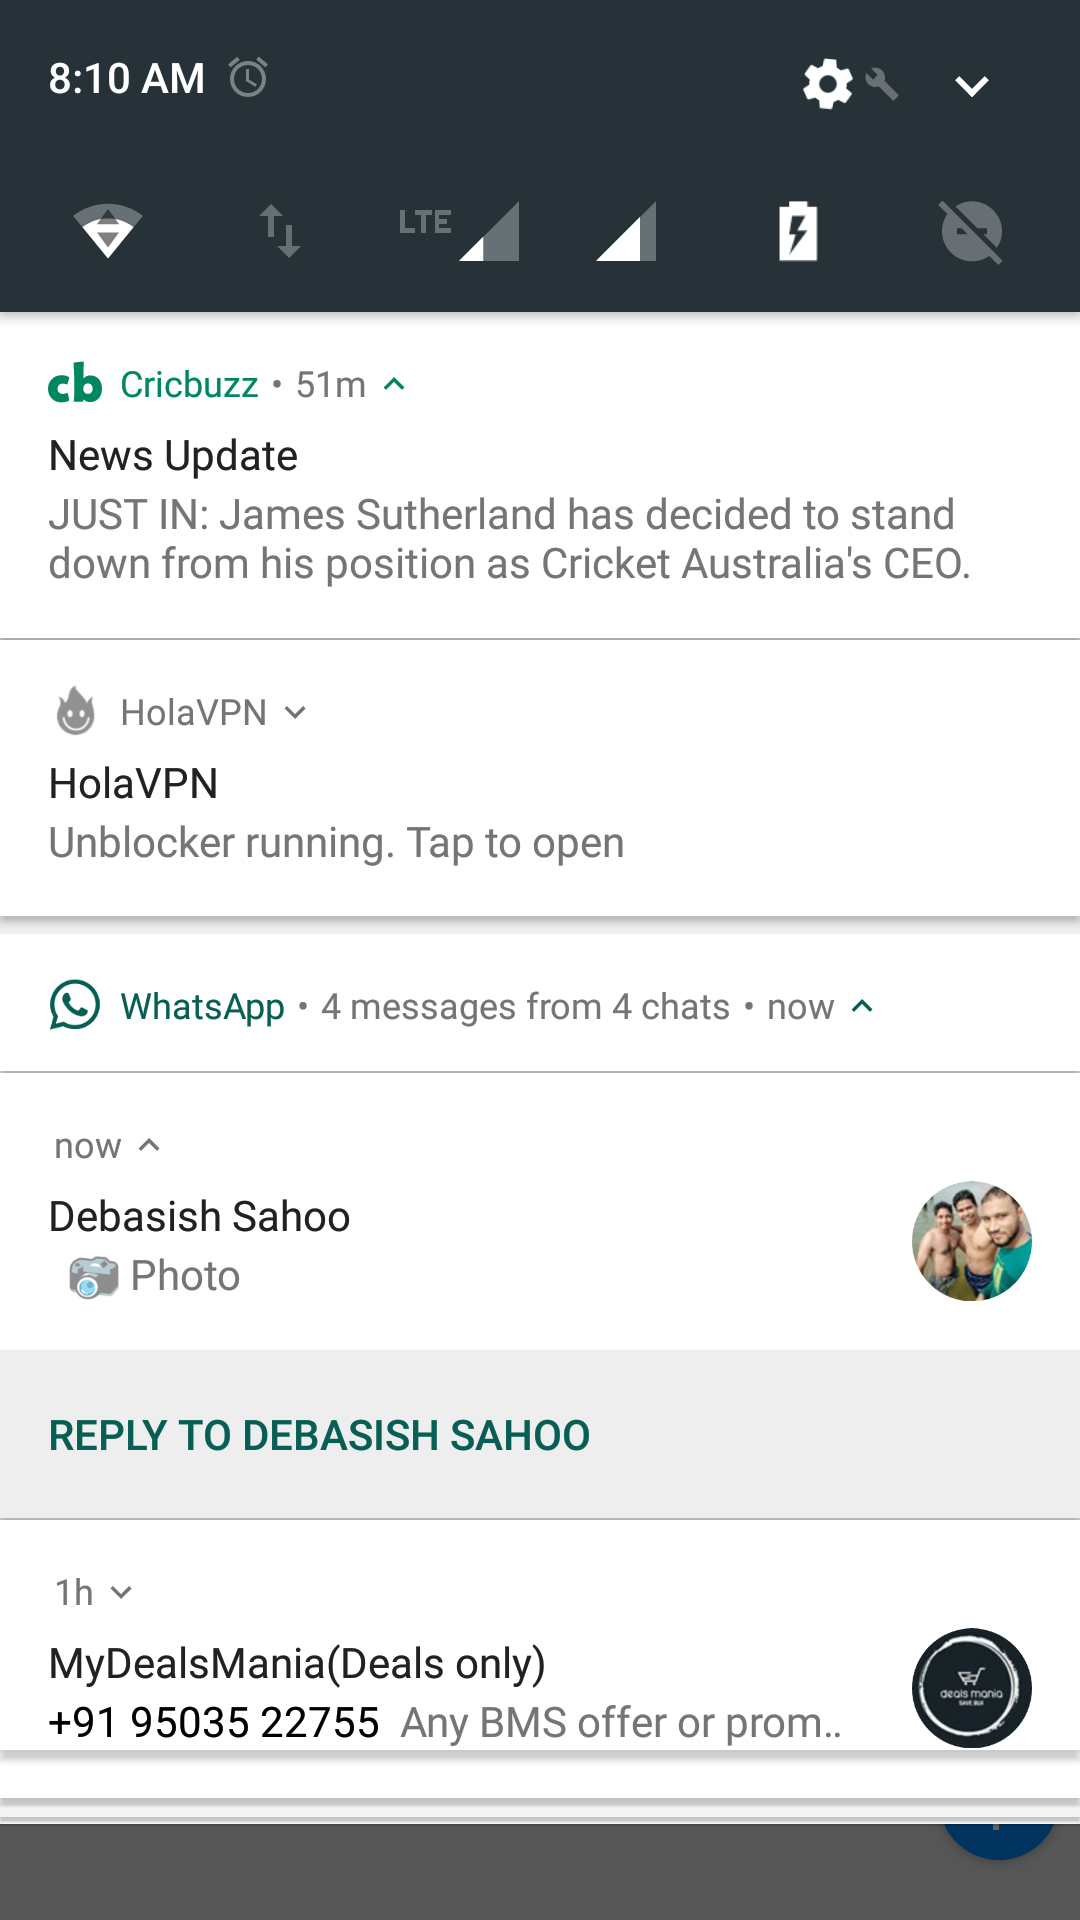 8:10 AM
LTE
cb Cricbuzz • 51m
News Update
JUST IN: James Sutherland has decided to stand
down from his position as Cricket Australia's CEO.
HolaVPN
HolaVPN
Unblocker running. Tap to open
WhatsApp • 4 messages from 4 chats • now
now
Debasish Sahoo
Photo
REPLY TO DEBASISH SAHOO
1h
MyDealsMania(Deals only)
+91 95035 22755 Any BMS offer or prom..
deals mania
SAVE BUX